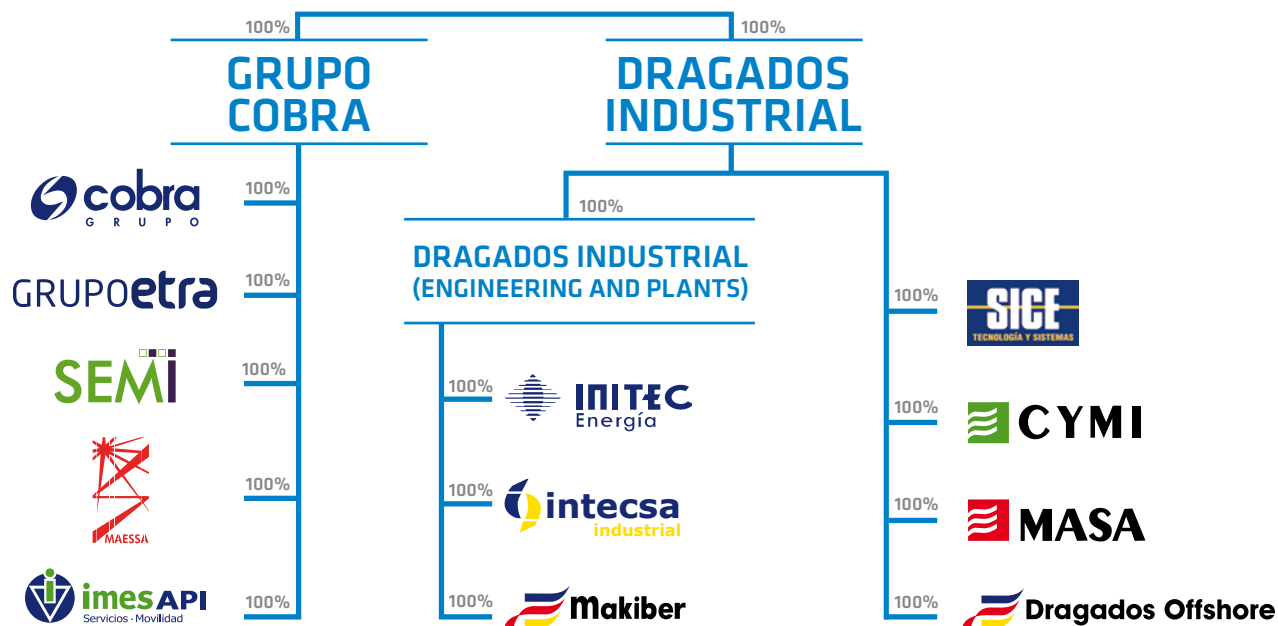 100%
100%
GRUPO
COBRA
DRAGADOS
INDUSTRIAL
100%
cobra
GRUPO
100%
GRUPOetra
100%
SEMi
100%
MAESSA
100%
imesAPI
Servicios · Movilidad
100%
100%
DRAGADOS INDUSTRIAL
(ENGINEERING AND PLANTS)
100%
INITEC
Energía
100%
intecsa
industrial
100%
Makiber
100%
SICE
TECNOLOGÍA Y SISTEMAS
100%
CYMI
100%
MASA
100%
Dragados Offshore